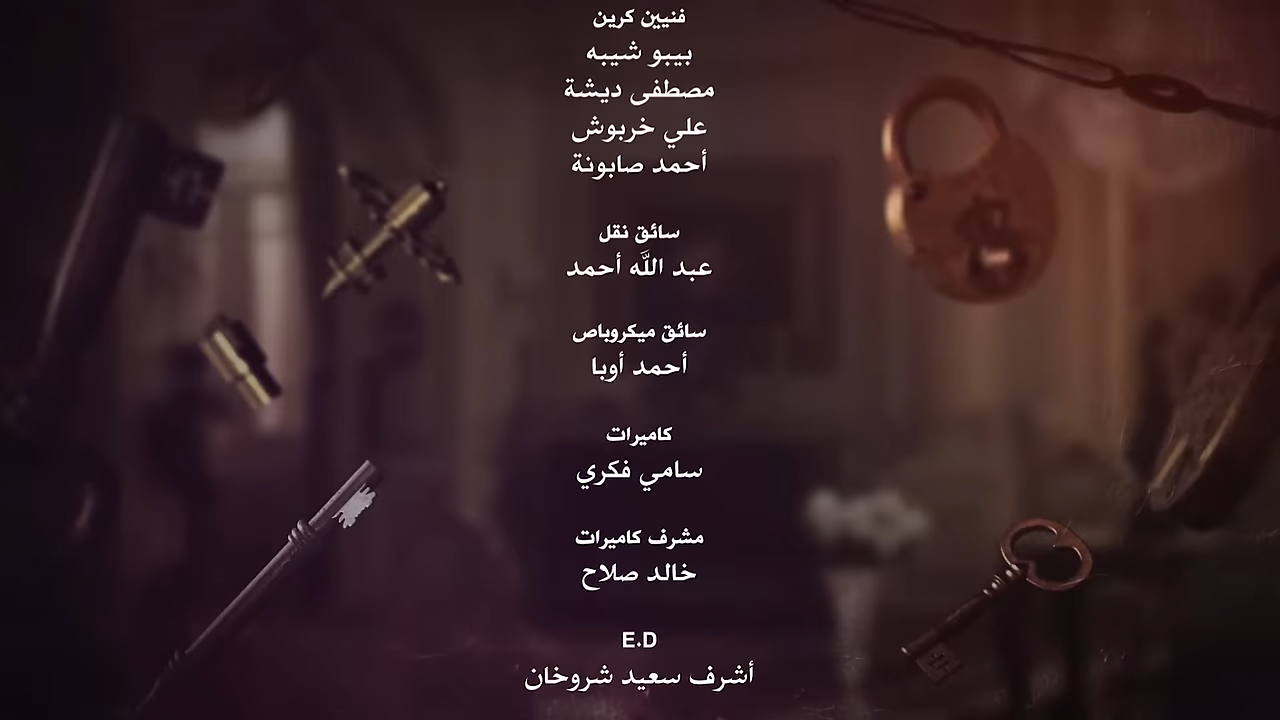 فنيين كرين
بيبو شيبه
مصطفى ديشة
علي خربوش
أحمد صابونة
سائق نقل
عبد الله أحمد
سائق ميكروباص
أحمد أوبا
كاميرات
سامي فكري
مشرف كاميرات
خالد صلاح
E.D
أشرف سعيد شروخان